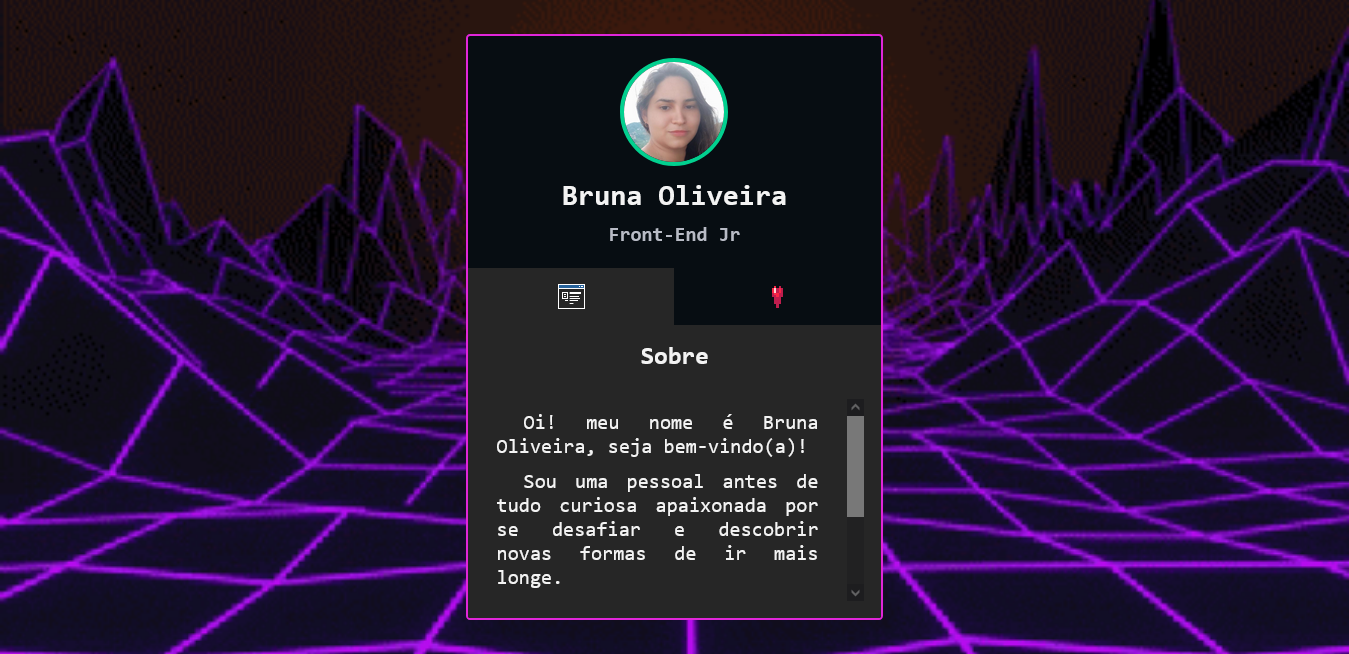 Bruna Oliveira
Front-End Jr
Sobre
Oi! meu nome é Bruna
Oliveira, seja bem-vindo(a)!
Sou uma pessoal antes de
tudo curiosa apaixonada por
se desafiar e descobrir
novas formas de ir mais
longe.